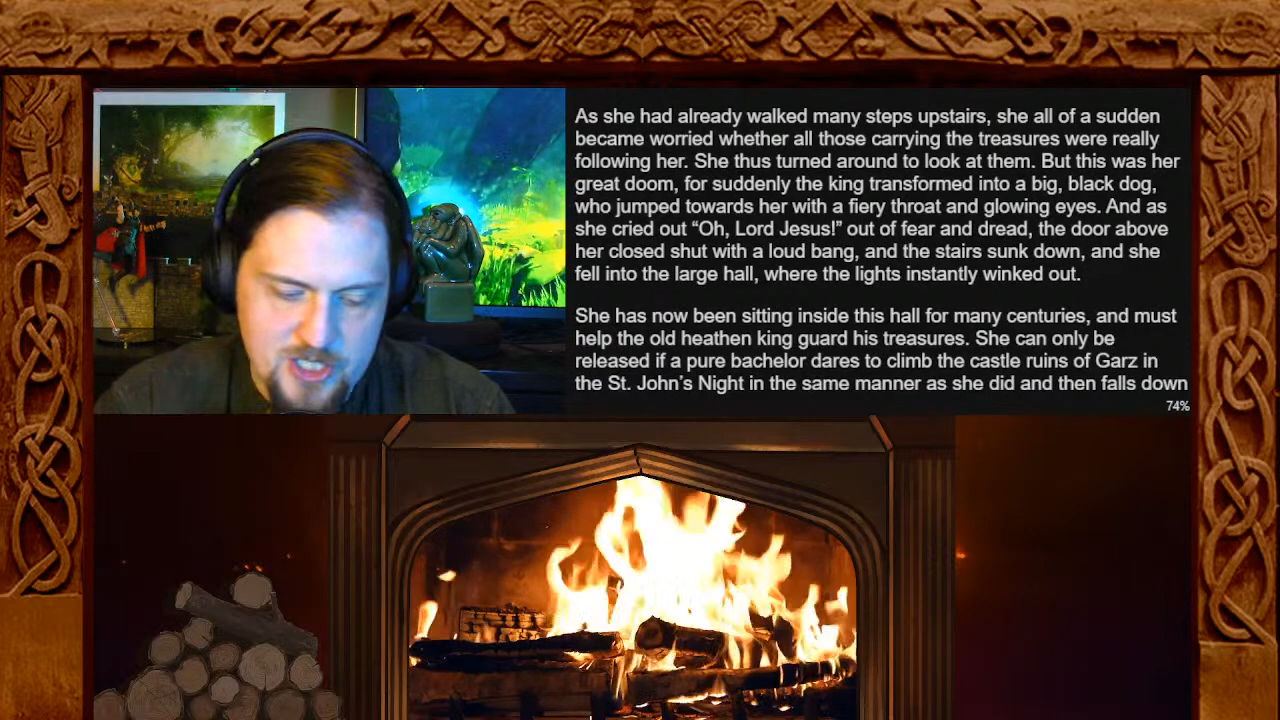 As she had already walked many steps upstairs, she all of a sudden
became worried whether all those carrying the treasures were really
following her. She thus turned around to look at them. But this was her
great doom, for suddenly the king transformed into a big, black dog,
who jumped towards her with a fiery throat and glowing eyes. And as
she cried out “Oh, Lord Jesus!” out of fear and dread, the door above
her closed shut with a loud bang, and the stairs sunk down, and she
fell into the large hall, where the lights instantly winked out.
She has now been sitting inside this hall for many centuries, and must
help the old heathen king guard his treasures. She can only be
released if a pure bachelor dares to climb the castle ruins of Garz in
the St. John’s Night in the same manner as she did and then falls down
74%